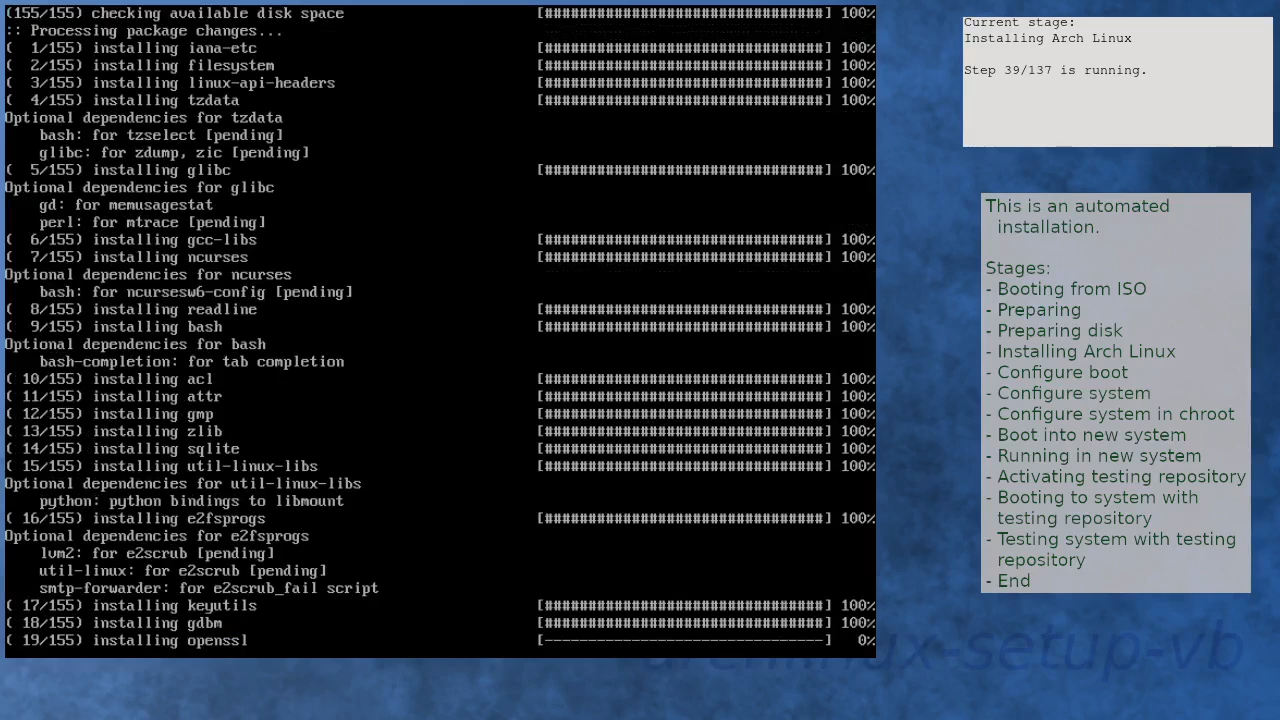 (155/155) checking available disk space [################################] 100%
:: Processing package changes...
(  1/155) installing iana-etc [################################] 100%
(  2/155) installing filesystem [################################] 100%
(  3/155) installing linux-api-headers [################################] 100%
(  4/155) installing tzdata [################################] 100%
Optional dependencies for tzdata
    bash: for tzselect [pending]
    glibc: for zdump, zic [pending]
(  5/155) installing glibc [################################] 100%
Optional dependencies for glibc
    gd: for memusagestat
    perl: for mtrace [pending]
(  6/155) installing gcc-libs [################################] 100%
(  7/155) installing ncurses [################################] 100%
Optional dependencies for ncurses
    bash: for ncursesw6-config [pending]
(  8/155) installing readline [################################] 100%
(  9/155) installing bash [################################] 100%
Optional dependencies for bash
    bash-completion: for tab completion
( 10/155) installing acl [################################] 100%
( 11/155) installing attr [################################] 100%
( 12/155) installing gmp [################################] 100%
( 13/155) installing zlib [################################] 100%
( 14/155) installing sqlite [################################] 100%
( 15/155) installing util-linux-libs [################################] 100%
Optional dependencies for util-linux-libs
    python: python bindings to libmount
( 16/155) installing e2fsprogs [################################] 100%
Optional dependencies for e2fsprogs
    lvm2: for e2scrub [pending]
    util-linux: for e2scrub [pending]
    smtp-forwarder: for e2scrub_fail script
( 17/155) installing keyutils [################################] 100%
( 18/155) installing gdbm [################################] 100%
( 19/155) installing openssl [--------------------------------] 0%
Current stage:
Installing Arch Linux
Step 39/137 is running.
This is an automated
installation.
Stages:
- Booting from ISO
- Preparing
- Preparing disk
- Installing Arch Linux
- Configure boot
- Configure system
- Configure system in chroot
- Boot into new system
- Running in new system
- Activating testing repository
- Booting to system with
testing repository
- Testing system with testing
repository
- End